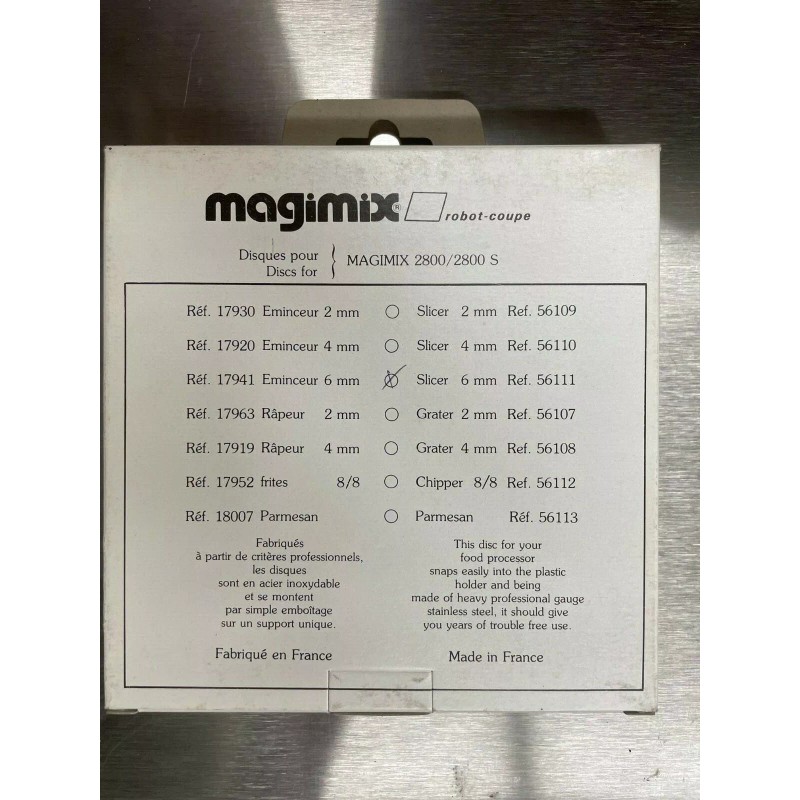 magimix® robot-coupe
Disques pour
Discs for
MAGIMIX 2800/2800 S
Réf. 17930 Eminceur 2 mm Slicer 2 mm Ref. 56109
Réf. 17920 Eminceur 4 mm Slicer 4 mm Ref. 56110
Réf. 17941 Eminceur 6 mm Slicer 6 mm Ref. 56111
Réf. 17963 Râpeur 2 mm Grater 2 mm Ref. 56107
Réf. 17919 Râpeur 4 mm Grater 4 mm Ref. 56108
Réf. 17952 frites 8/8 Chipper 8/8 Ref. 56112
Réf. 18007 Parmesan Parmesan Réf. 56113
Fabriqués
à partir de critères professionnels,
les disques
sont en acier inoxydable
et se montent
par simple emboîtage
sur un support unique.
Fabriqué en France
This disc for your
food processor
snaps easily into the plastic
holder and being
made of heavy professional gauge
stainless steel, it should give
you years of trouble free use.
Made in France